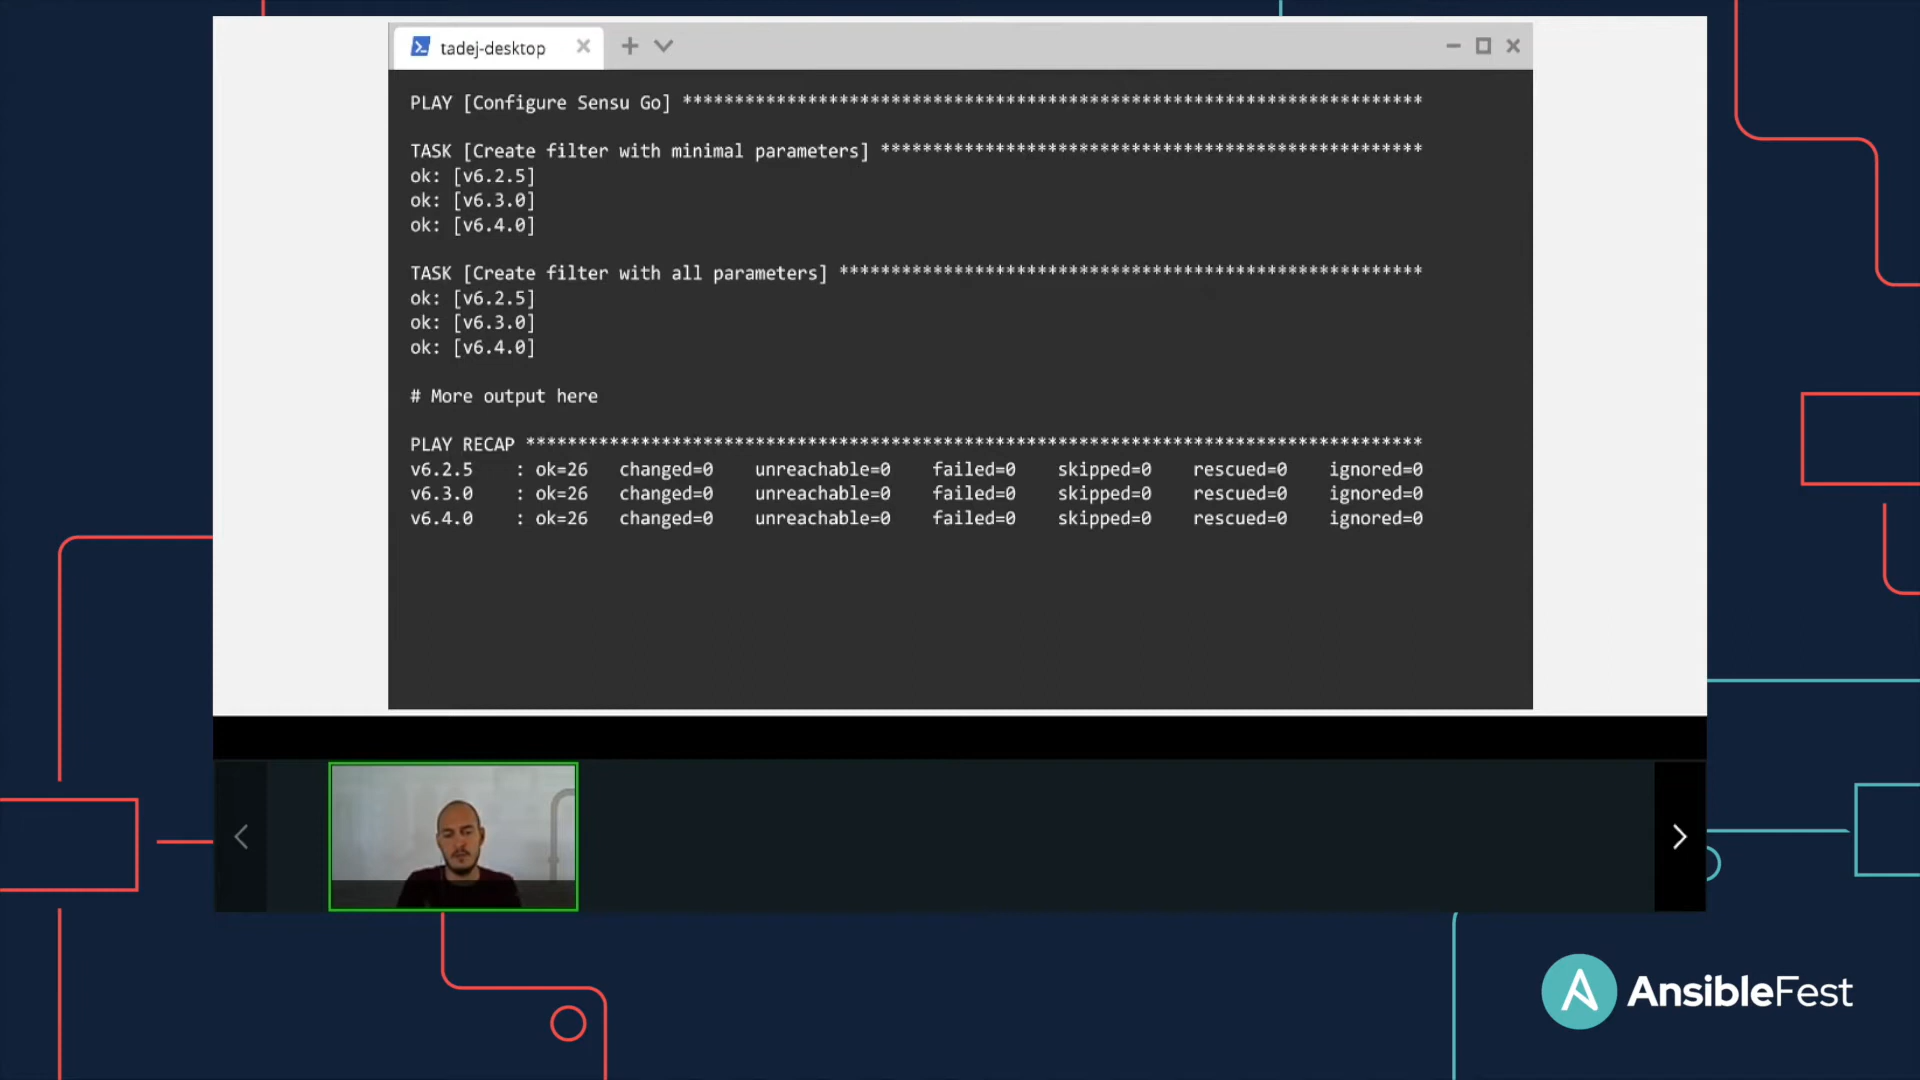 tadej-desktop
PLAY [Configure Sensu Go] ***********************************************************************
TASK [Create filter with minimal parameters] ****************************************************
ok: [v6.2.5]
ok: [v6.3.0]
ok: [v6.4.0]
TASK [Create filter with all parameters] ********************************************************
ok: [v6.2.5]
ok: [v6.3.0]
ok: [v6.4.0]
# More output here
PLAY RECAP **************************************************************************************
v6.2.5    : ok=26   changed=0    unreachable=0    failed=0    skipped=0    rescued=0    ignored=0
v6.3.0    : ok=26   changed=0    unreachable=0    failed=0    skipped=0    rescued=0    ignored=0
v6.4.0    : ok=26   changed=0    unreachable=0    failed=0    skipped=0    rescued=0    ignored=0
AnsibleFest